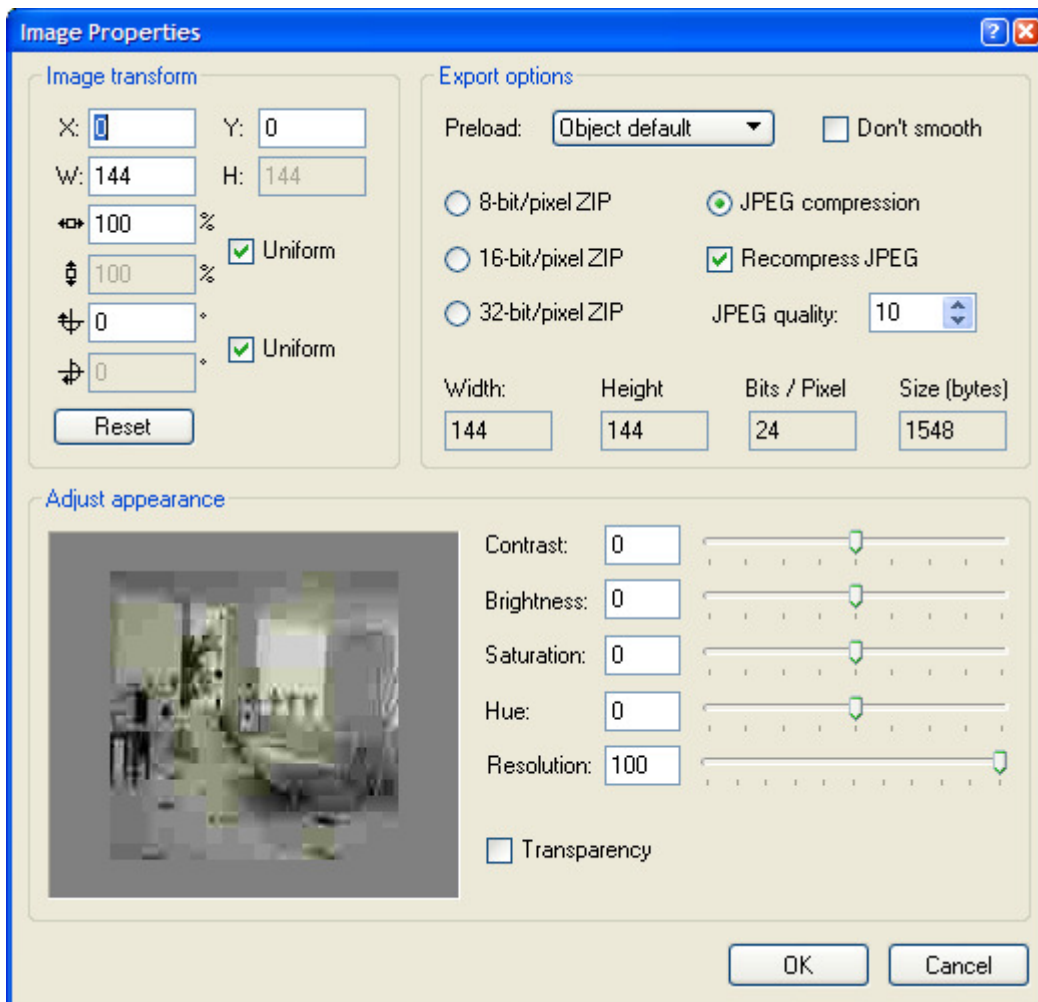 Image Properties
Image transform
X: 0 Y: 0
W: 144 H: 144
100 %
Uniform
100 %
0 °
Uniform
0 °
Reset
Export options
Preload: Object default Don't smooth
8-bit/pixel ZIP JPEG compression
16-bit/pixel ZIP Recompress JPEG
32-bit/pixel ZIP JPEG quality: 10
Width: Height Bits / Pixel Size (bytes)
144 144 24 1548
Adjust appearance
Contrast: 0
Brightness: 0
Saturation: 0
Hue: 0
Resolution: 100
Transparency
OK Cancel